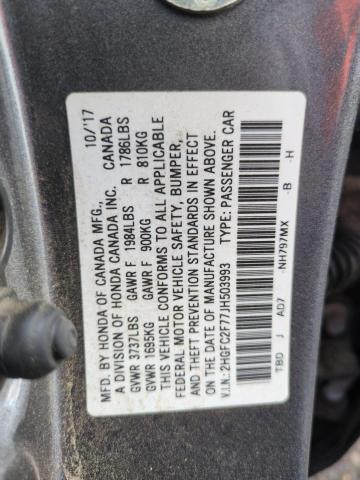 MFD. BY HONDA OF CANADA MFG., 10/'17
A DIVISION OF HONDA CANADA INC. CANADA
GVWR 3737LBS GAWR F 1984LBS R 1786LBS
GVWR 1695KG GAWR F 900KG R 810KG
THIS VEHICLE CONFORMS TO ALL APPLICABLE
FEDERAL MOTOR VEHICLE SAFETY, BUMPER,
AND THEFT PREVENTION STANDARDS IN EFFECT
ON THE DATE OF MANUFACTURE SHOWN ABOVE.
V.I.N.: 2HGFC2F77JH503993 TYPE: PASSENGER CAR
TBD J AD7 -NH797MX -B -H